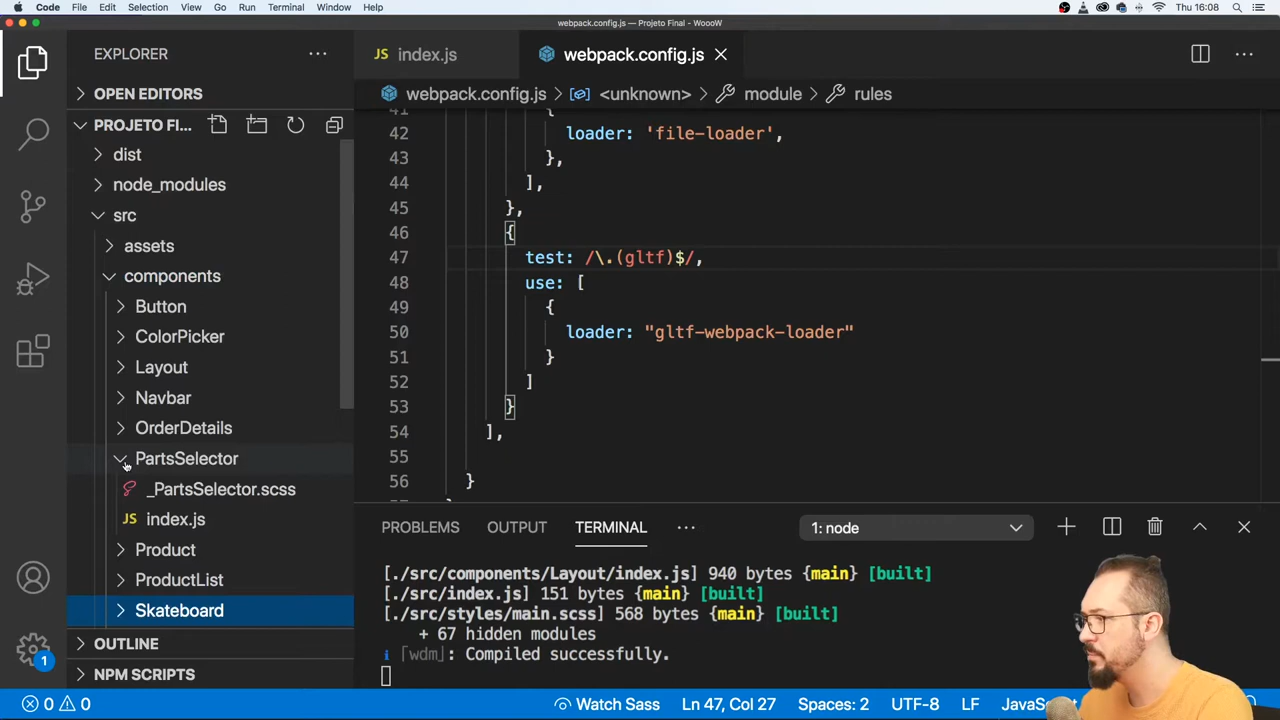 Code File Edit Selection View Go Run Terminal Window Help Thu 16:08
webpack.config.js — Projeto Final - WoooW
EXPLORER
JS index.js
webpack.config.js
OPEN EDITORS
webpack.config.js > <unknown> > module > rules
PROJETO FI...
dist
node_modules
src
assets
components
Button
ColorPicker
Layout
Navbar
OrderDetails
PartsSelector
_PartsSelector.scss
JS index.js
Product
ProductList
Skateboard
OUTLINE
NPM SCRIPTS
41 {
42 loader: 'file-loader',
43 },
44 ],
45 },
46 {
47 test: /\.(gltf)$/,
48 use: [
49 {
50 loader: "gltf-webpack-loader"
51 }
52 ]
53 }
54 ],
55
56 }
PROBLEMS OUTPUT TERMINAL ... 1: node
[./src/components/Layout/index.js] 940 bytes {main} [built]
[./src/index.js] 151 bytes {main} [built]
[./src/styles/main.scss] 568 bytes {main} [built]
+ 67 hidden modules
i ｢wdm｣: Compiled successfully.
1
0 0 Watch Sass Ln 47, Col 27 Spaces: 2 UTF-8 LF